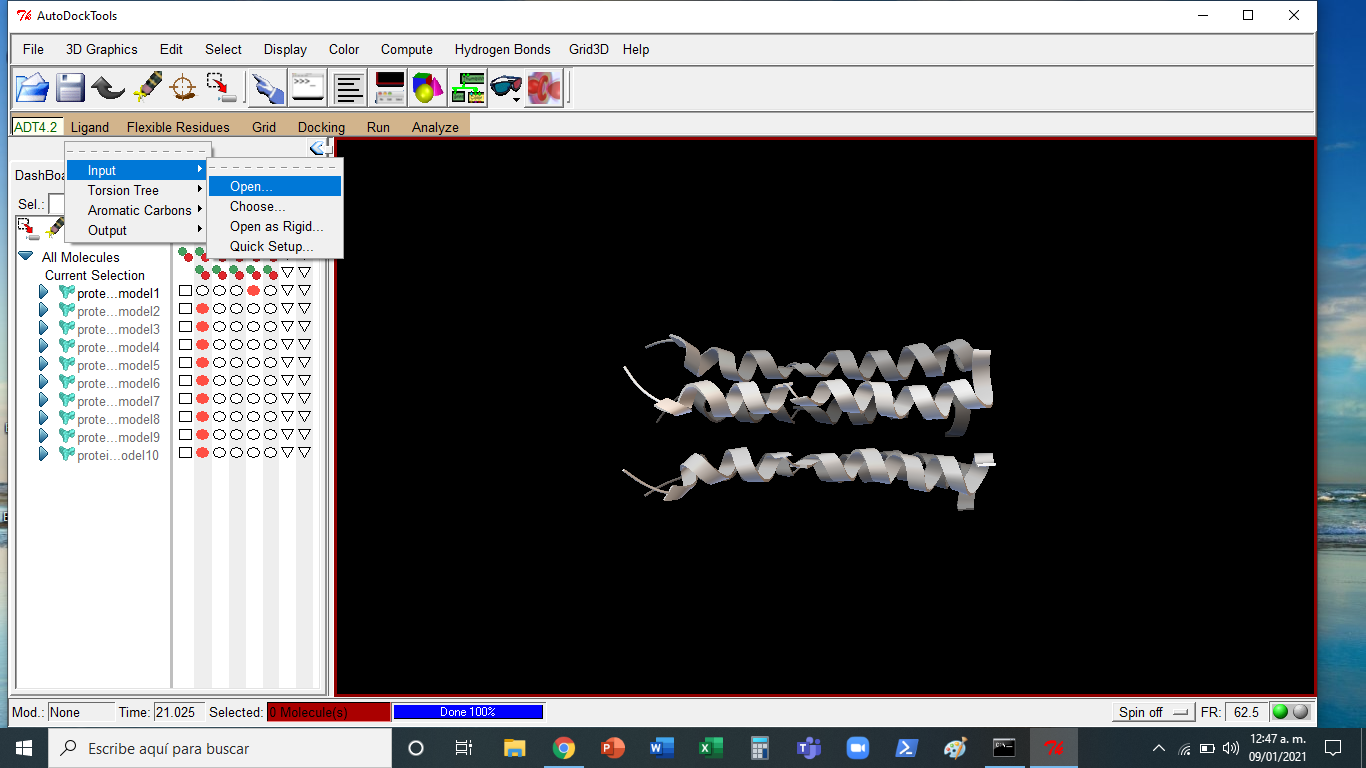 AutoDockTools
File 3D Graphics Edit Select Display Color Compute Hydrogen Bonds Grid3D Help
ADT4.2 Ligand Flexible Residues Grid Docking Run Analyze
Input
Torsion Tree
Aromatic Carbons
Output
Open...
Choose...
Open as Rigid...
Quick Setup...
DashBoa
Sel.:
All Molecules
Current Selection
prote...model1
prote...model2
prote...model3
prote...model4
prote...model5
prote...model6
prote...model7
prote...model8
prote...model9
protei...odel10
Mod.: None Time: 21.025 Selected: 0 Molecule(s) Done 100% Spin off FR: 62.5
Escribe aquí para buscar
12:47 a. m.
09/01/2021